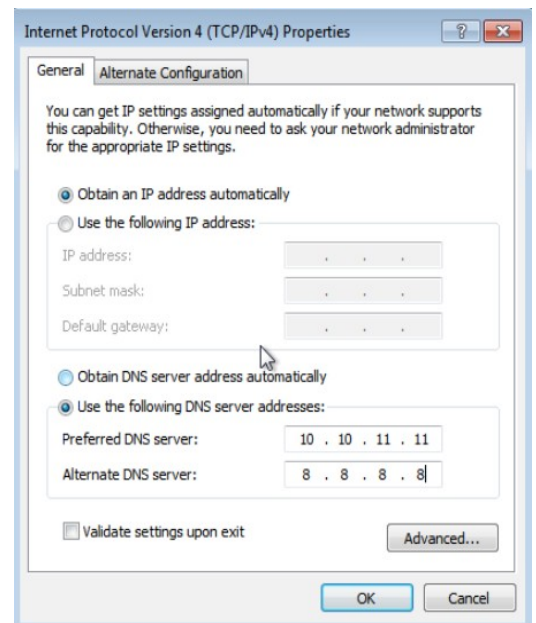 Internet Protocol Version 4 (TCP/IPv4) Properties
General
Alternate Configuration
You can get IP settings assigned automatically if your network supports
this capability. Otherwise, you need to ask your network administrator
for the appropriate IP settings.
Obtain an IP address automatically
Use the following IP address:
IP address:
Subnet mask:
Default gateway:
Obtain DNS server address automatically
Use the following DNS server addresses:
Preferred DNS server: 10 . 10 . 11 . 11
Alternate DNS server: 8 . 8 . 8 . 8
Validate settings upon exit
Advanced...
OK
Cancel